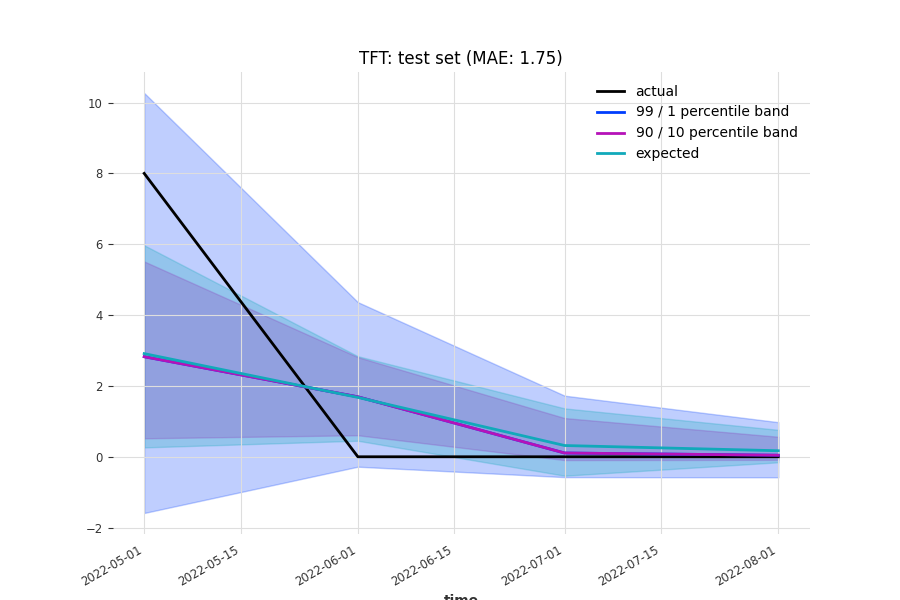 TFT: test set (MAE: 1.75)
actual
99 / 1 percentile band
90 / 10 percentile band
expected
10
8
6
4
2
0
−2
2022-05-01
2022-05-15
2022-06-01
2022-06-15
2022-07-01
2022-07-15
2022-08-01
time